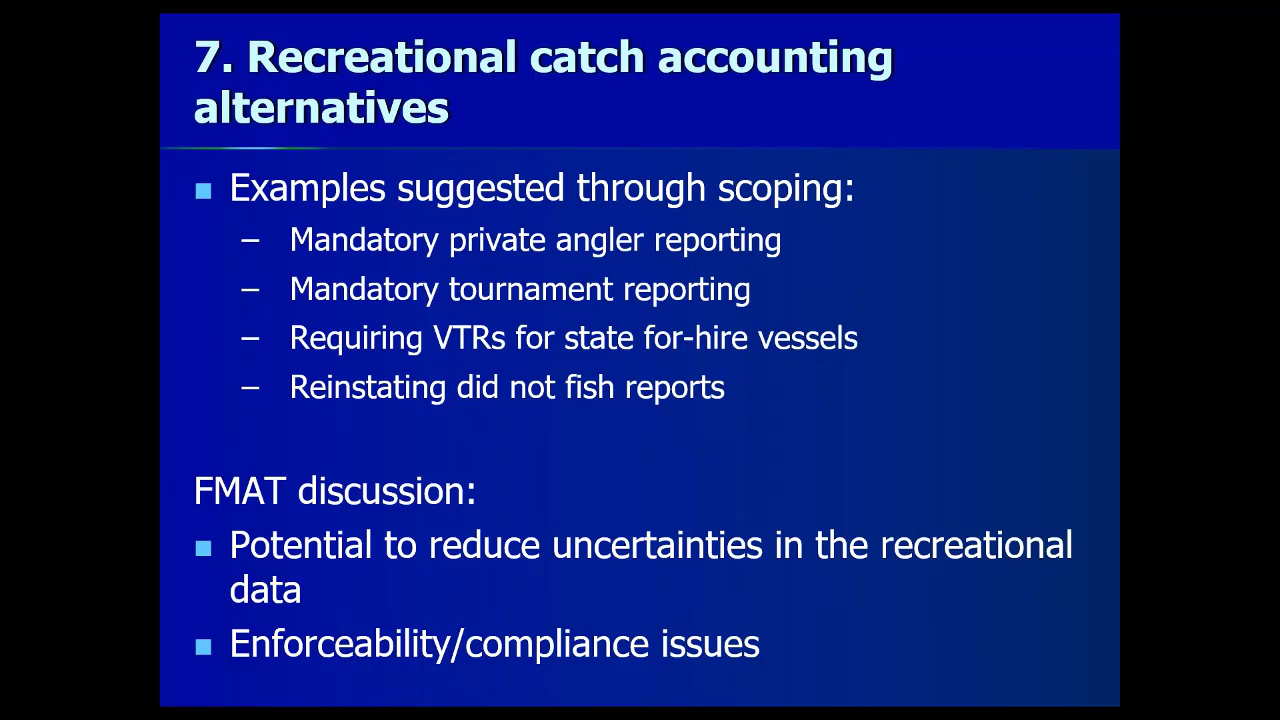 7. Recreational catch accounting
alternatives
Examples suggested through scoping:
– Mandatory private angler reporting
– Mandatory tournament reporting
– Requiring VTRs for state for-hire vessels
– Reinstating did not fish reports
FMAT discussion:
Potential to reduce uncertainties in the recreational
data
Enforceability/compliance issues